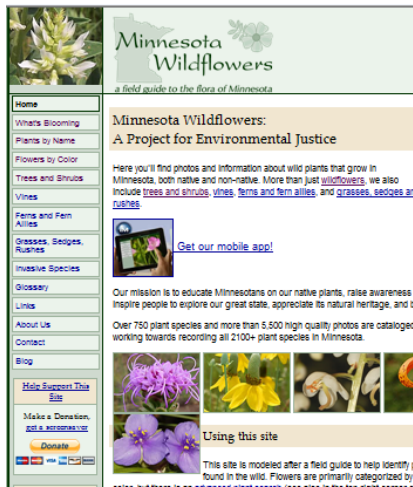 Minnesota
Wildflowers
a field guide to the flora of Minnesota
Home
What's Blooming
Plants by Name
Flowers by Color
Trees and Shrubs
Vines
Ferns and Fern
Allies
Grasses, Sedges,
Rushes
Invasive Species
Glossary
Links
About Us
Contact
Blog
Help Support This
Site
Make a Donation,
get a screensaver
Donate
Minnesota Wildflowers:
A Project for Environmental Justice
Here you'll find photos and information about wild plants that grow in
Minnesota, both native and non-native. More than just wildflowers, we also
include trees and shrubs, vines, ferns and fern allies, and grasses, sedges
rushes.
Get our mobile app!
Our mission is to educate Minnesotans on our native plants, raise awareness
inspire people to explore our great state, appreciate its natural heritage, and
Over 750 plant species and more than 5,500 high quality photos are cataloged
working towards recording all 2100+ plant species in Minnesota.
Using this site
This site is modeled after a field guide to help identify
found in the wild. Flowers are primarily categorized by